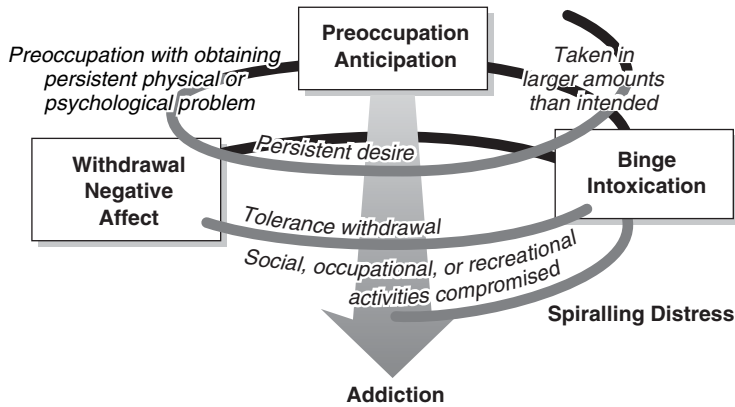 Preoccupation
Anticipation
Preoccupation with obtaining
persistent physical or
psychological problem
Taken in
larger amounts
than intended
Persistent desire
Withdrawal
Negative
Affect
Binge
Intoxication
Tolerance withdrawal
Social, occupational, or recreational
activities compromised
Spiralling Distress
Addiction